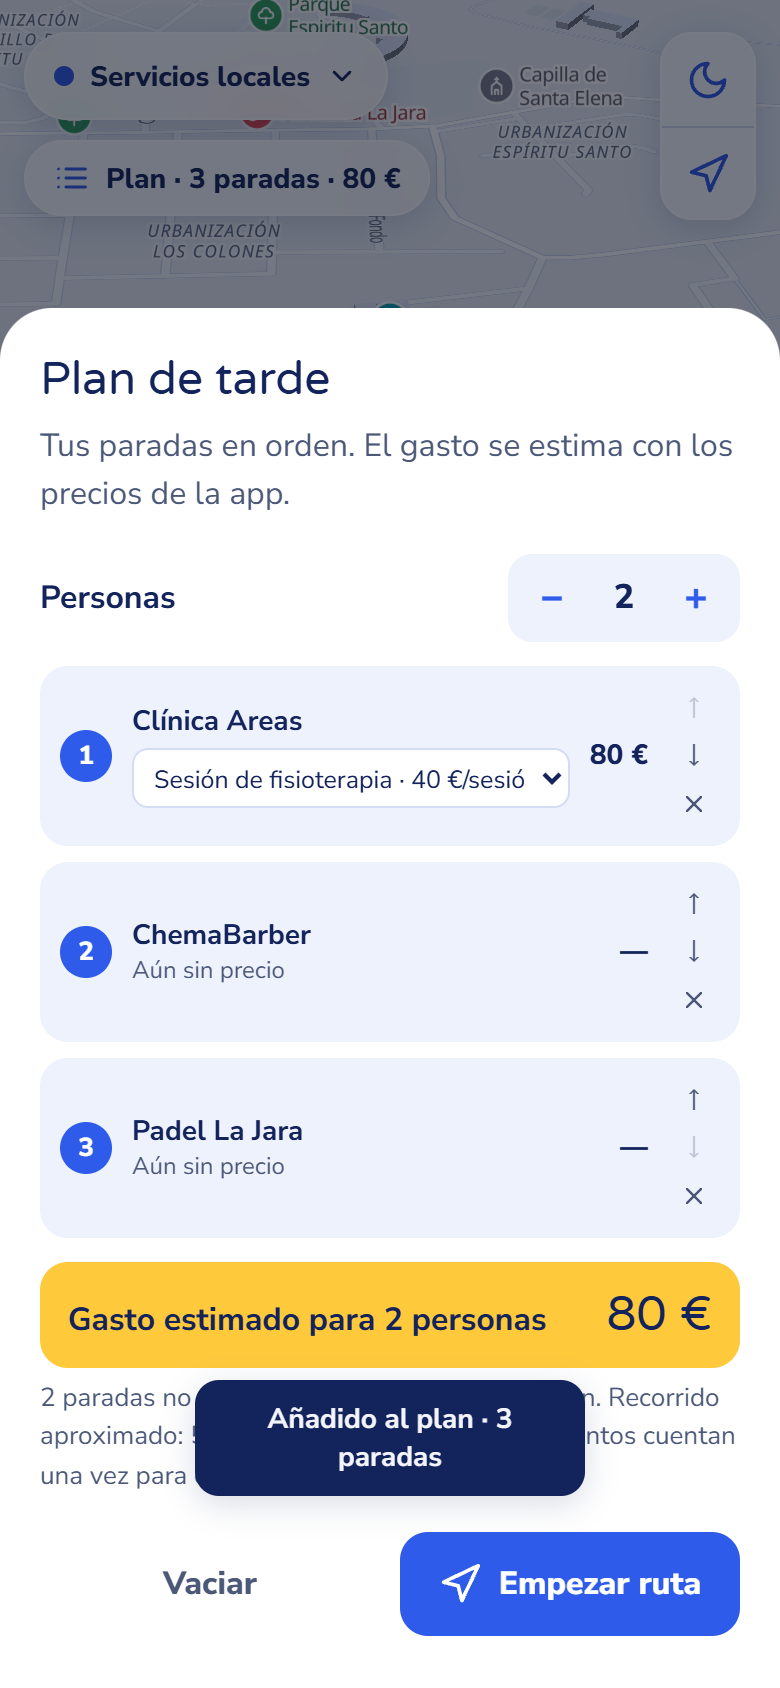 Parque
Espíritu Santo
Servicios locales
La Jara
Capilla de
Santa Elena
URBANIZACIÓN
ESPÍRITU SANTO
Plan · 3 paradas · 80 €
URBANIZACIÓN
LOS COLONES
Fondo
Plan de tarde
Tus paradas en orden. El gasto se estima con los
precios de la app.
Personas
− 2 +
1
Clínica Areas
Sesión de fisioterapia · 40 €/sesió
80 €
2
ChemaBarber
Aún sin precio
—
3
Padel La Jara
Aún sin precio
—
Gasto estimado para 2 personas 80 €
2 paradas no n. Recorrido
aproximado: ntos cuentan
una vez para
Añadido al plan · 3
paradas
Vaciar
Empezar ruta